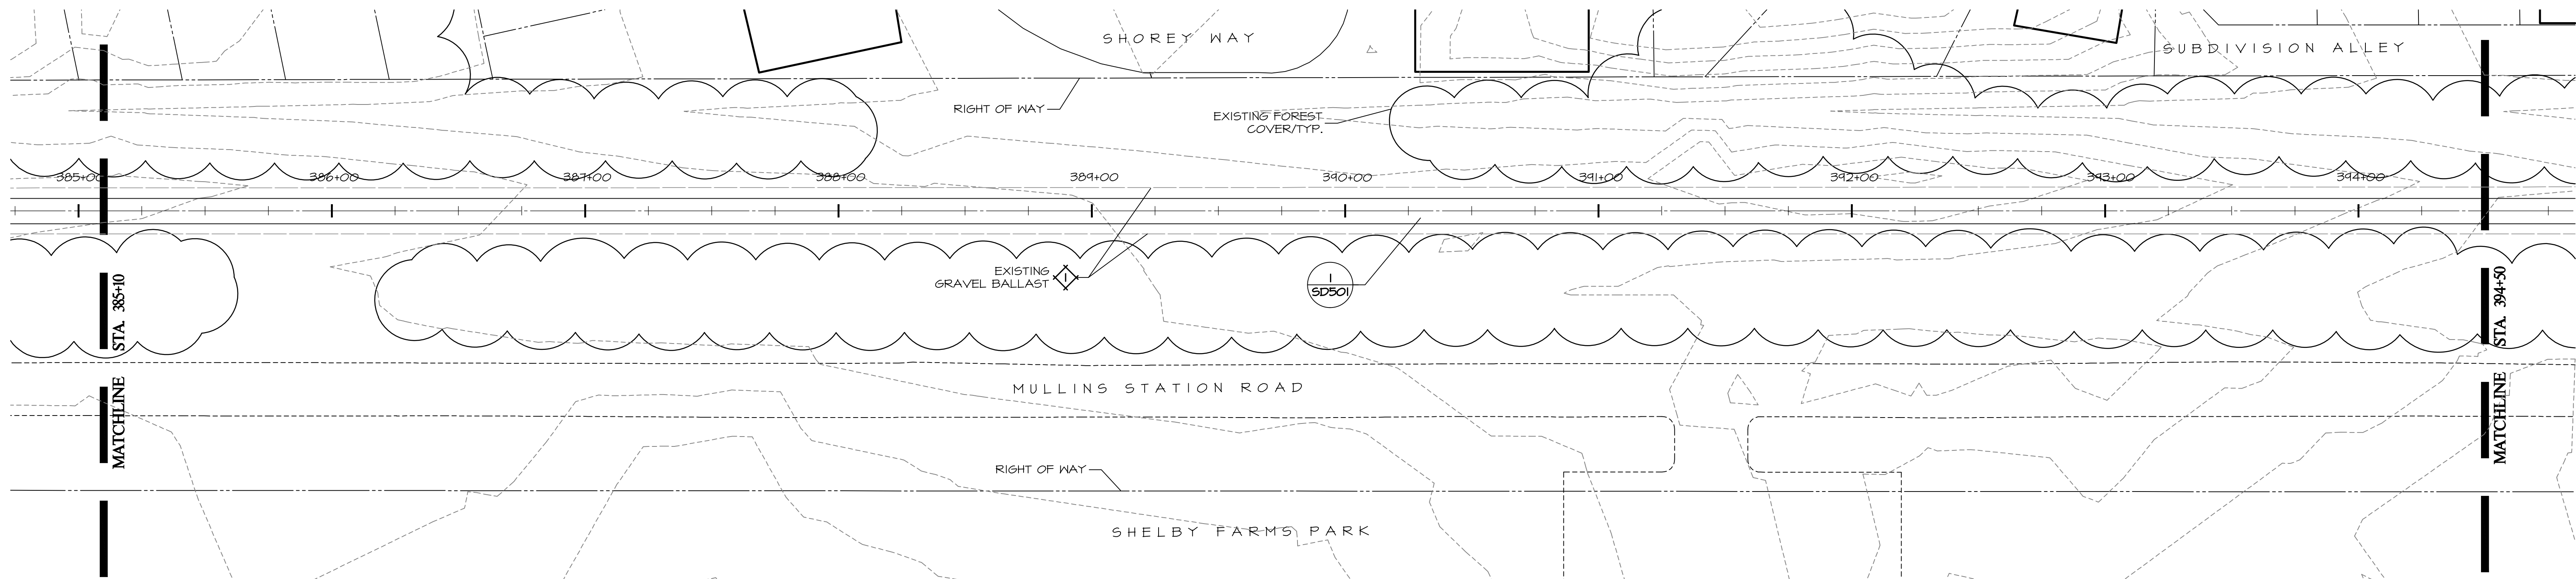 SHOREY WAY
SUBDIVISION ALLEY
RIGHT OF WAY
EXISTING FOREST
COVER/TYP.
385+00
386+00
387+00
388+00
389+00
390+00
391+00
392+00
393+00
394+00
EXISTING
GRAVEL BALLAST
1
1
SD501
MATCHLINE STA. 385+10
MATCHLINE STA. 394+50
MULLINS STATION ROAD
RIGHT OF WAY
SHELBY FARMS PARK